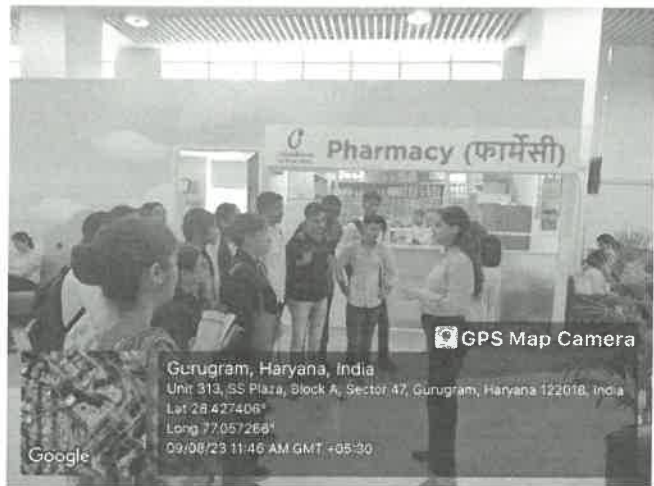 Pharmacy (फार्मेसी)
GPS Map Camera
Gurugram, Haryana, India
Unit 313, SS Plaza, Block A, Sector 47, Gurugram, Haryana 122018, India
Lat 28.427406°
Long 77.057266°
09/08/23 11:46 AM GMT +05:30
Google